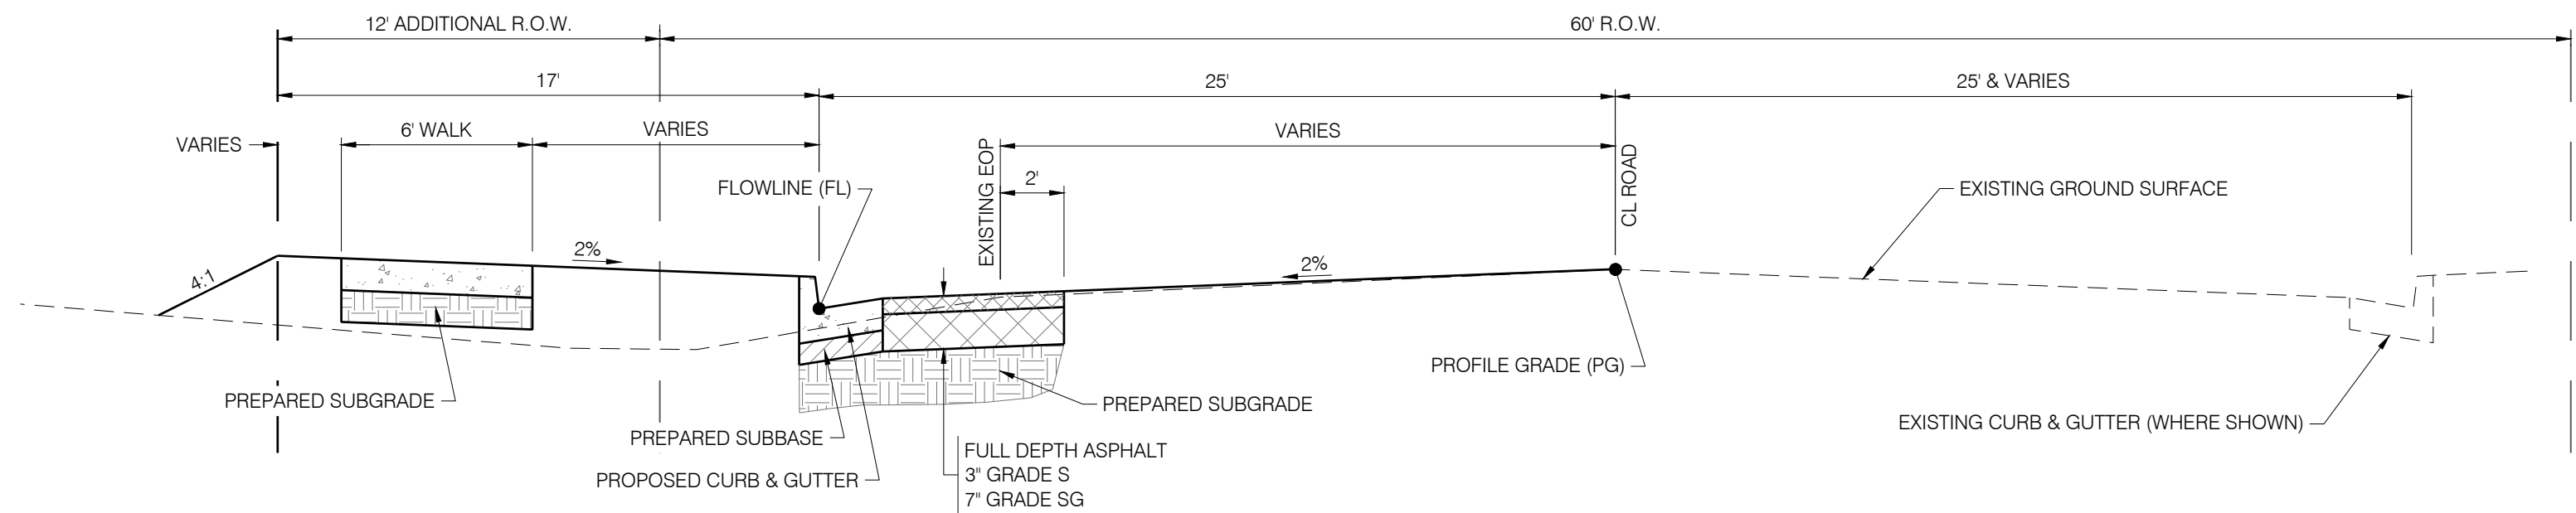 12' ADDITIONAL R.O.W.
60' R.O.W.
17'
25'
25' & VARIES
VARIES
6' WALK
VARIES
VARIES
EXISTING EOP
2'
CL ROAD
FLOWLINE (FL)
EXISTING GROUND SURFACE
4:1
2%
2%
PROFILE GRADE (PG)
PREPARED SUBGRADE
PREPARED SUBGRADE
EXISTING CURB & GUTTER (WHERE SHOWN)
PREPARED SUBBASE
PROPOSED CURB & GUTTER
FULL DEPTH ASPHALT
3" GRADE S
7" GRADE SG